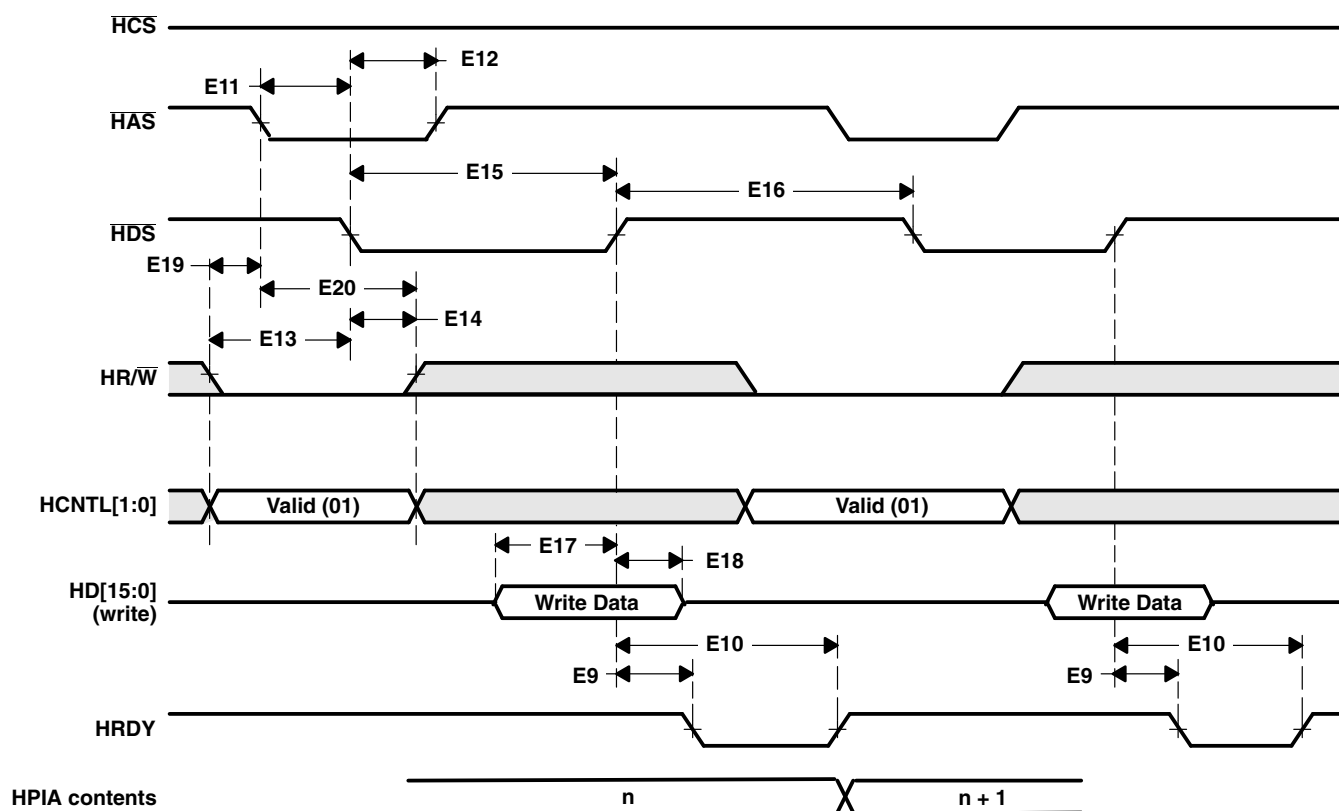 HCS
E12
E11
HAS
E15
E16
HDS
E19
E20
E14
E13
HR/W
HCNTL[1:0]
Valid (01)
Valid (01)
E17
E18
HD[15:0]
(write)
Write Data
Write Data
E10
E10
E9
E9
HRDY
HPIA contents
n
n + 1